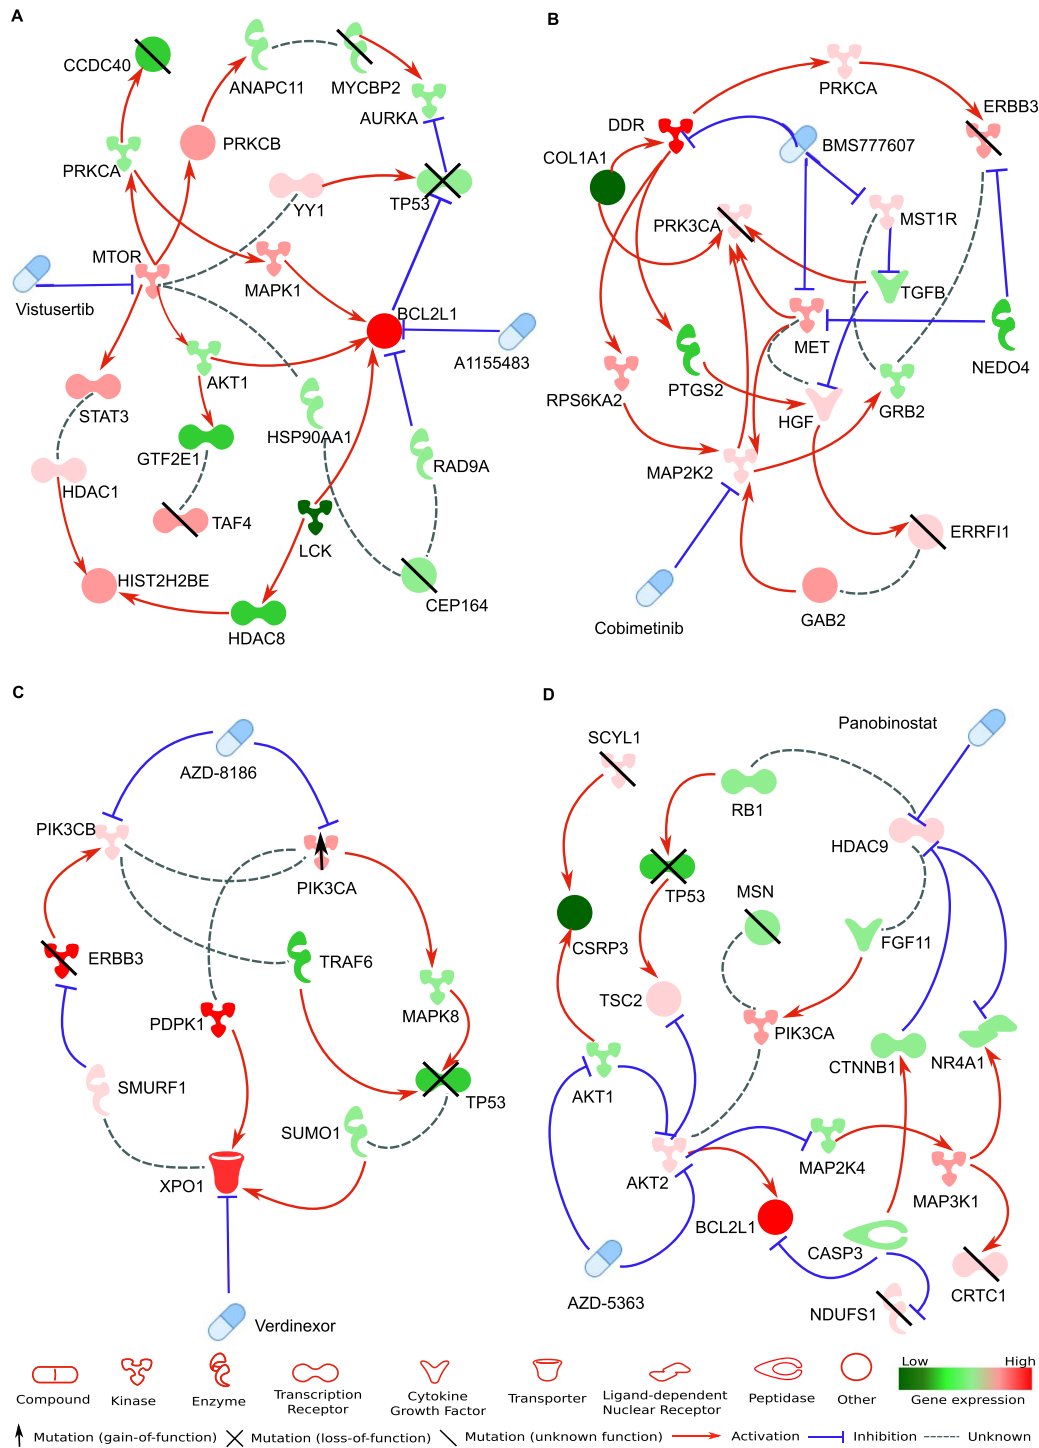 A
CCDC40
ANAPC11
MYCBP2
AURKA
PRKCA
PRKCB
YY1
TP53
MTOR
Vistusertib
MAPK1
BCL2L1
A1155483
AKT1
STAT3
HSP90AA1
GTF2E1
HDAC1
RAD9A
TAF4
LCK
HIST2H2BE
CEP164
HDAC8
B
PRKCA
ERBB3
DDR
BMS777607
COL1A1
PRK3CA
MST1R
TGFB
MET
NEDO4
RPS6KA2
PTGS2
HGF
GRB2
MAP2K2
ERRFI1
GAB2
Cobimetinib
C
AZD-8186
PIK3CB
PIK3CA
ERBB3
TRAF6
PDPK1
MAPK8
SMURF1
TP53
SUMO1
XPO1
Verdinexor
D
Panobinostat
SCYL1
RB1
HDAC9
TP53
MSN
CSRP3
FGF11
TSC2
PIK3CA
CTNNB1
NR4A1
AKT1
MAP2K4
AKT2
MAP3K1
BCL2L1
CASP3
CRTC1
AZD-5363
NDUFS1
Compound
Kinase
Enzyme
Transcription
Receptor
Cytokine
Growth Factor
Transporter
Ligand-dependent
Nuclear Receptor
Peptidase
Other
Low High
Gene expression
Mutation (gain-of-function)
Mutation (loss-of-function)
Mutation (unknown function)
Activation
Inhibition
Unknown